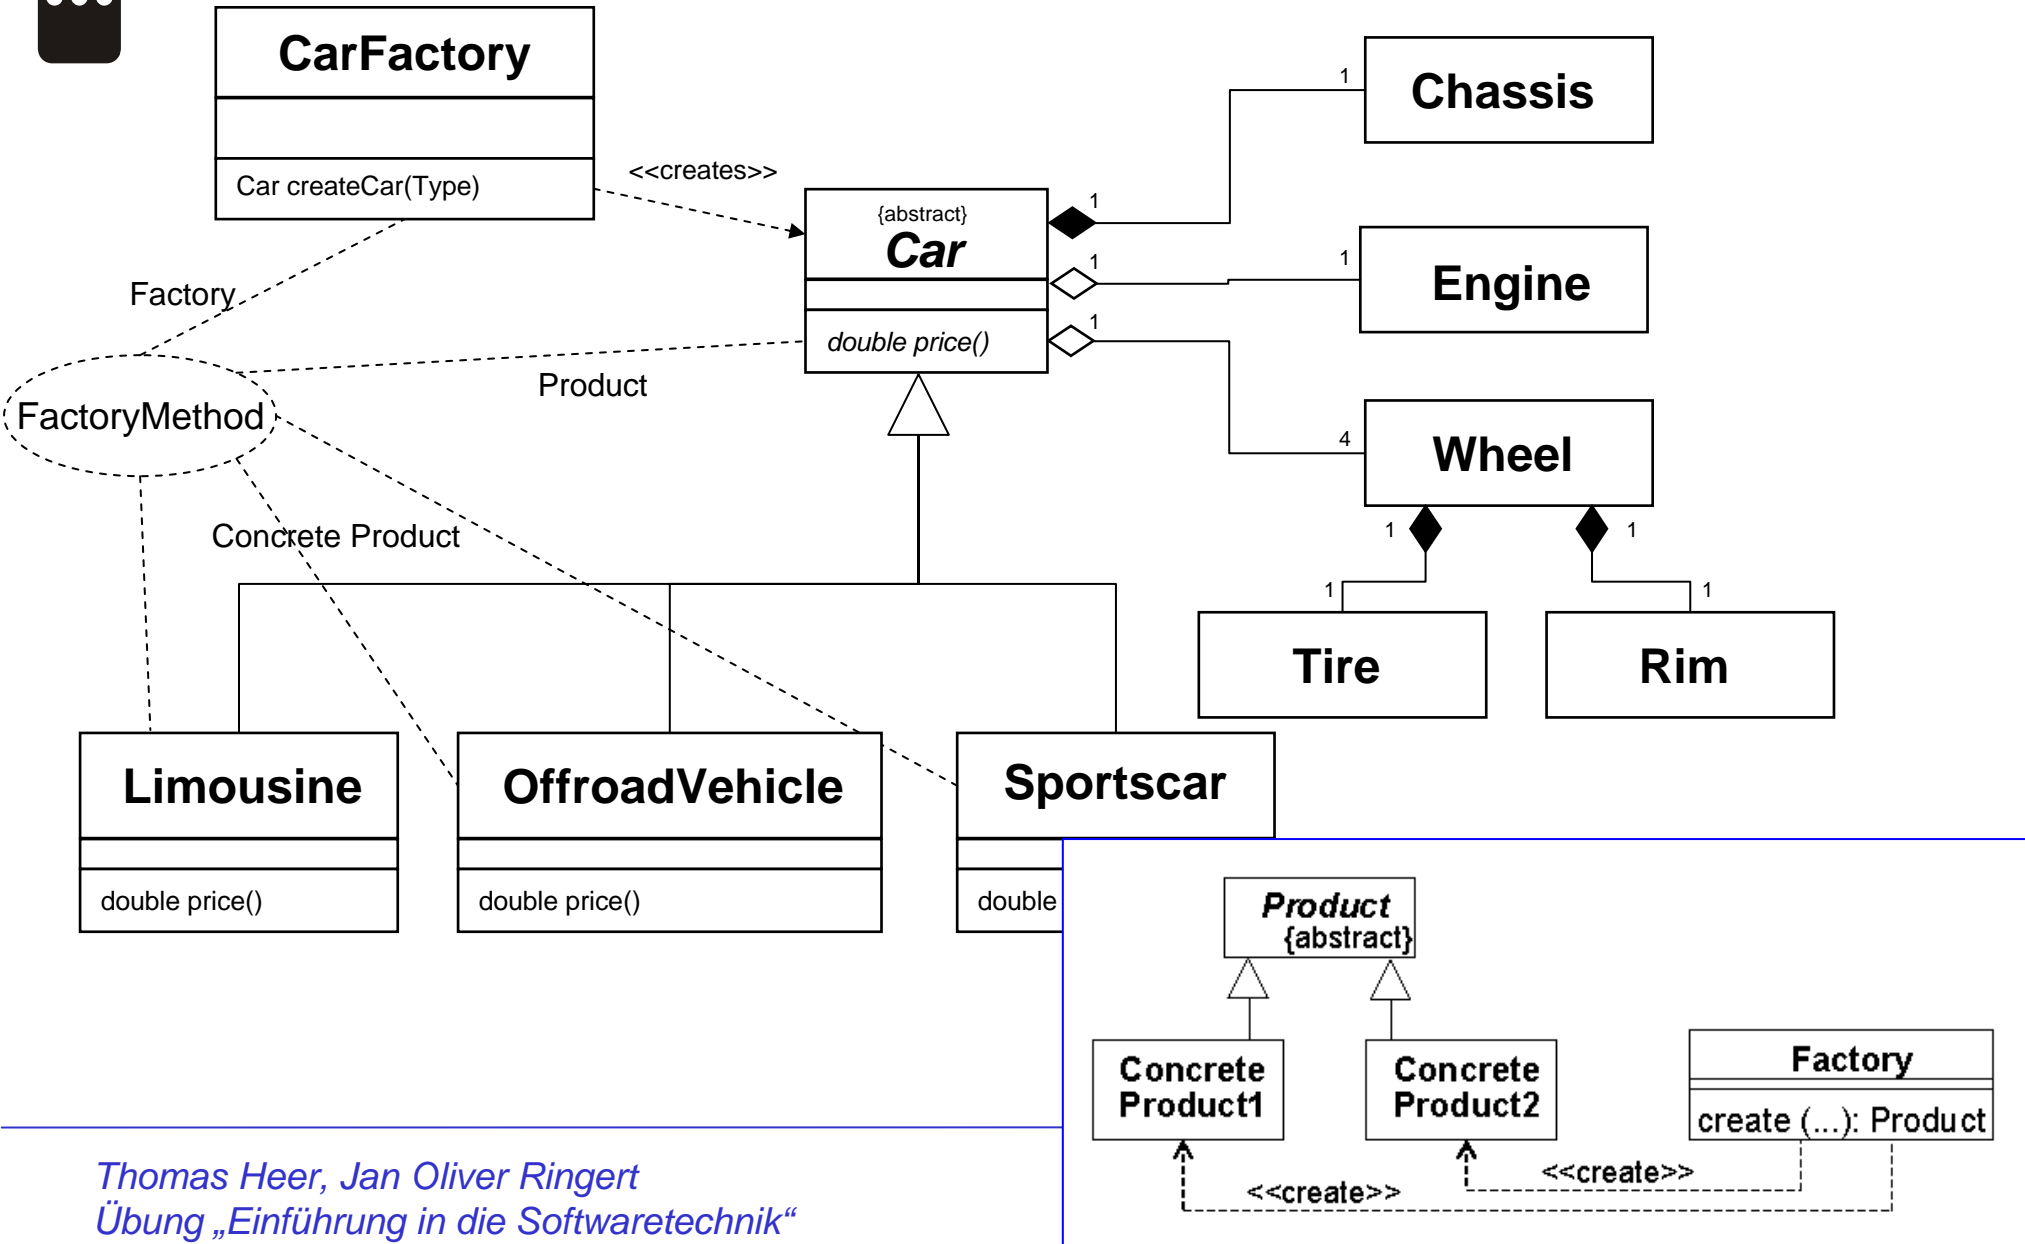 CarFactory
Car createCar(Type)
<<creates>>
{abstract}
Car
double price()
1
1
Chassis
1
1
Engine
1
4
Wheel
1
1
1
1
Tire
Rim
Factory
Product
FactoryMethod
Concrete Product
Limousine
double price()
OffroadVehicle
double price()
Sportscar
double
Product
{abstract}
Concrete
Product1
Concrete
Product2
Factory
create (...): Product
<<create>>
<<create>>
Thomas Heer, Jan Oliver Ringert
Übung „Einführung in die Softwaretechnik“